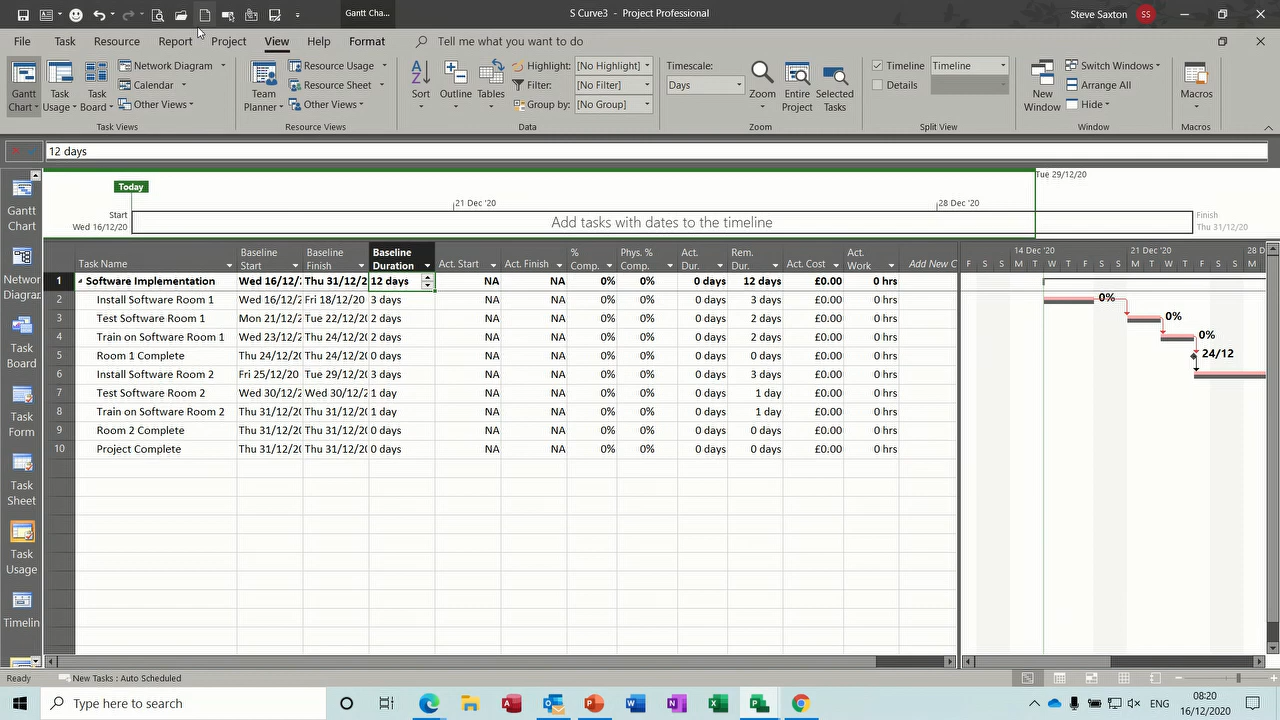 Gantt Cha...
S Curve3 - Project Professional
Steve Saxton
SS
File Task Resource Report Project View Help Format Tell me what you want to do
Gantt Chart
Task Usage
Task Board
Network Diagram
Calendar
Other Views
Task Views
Team Planner
Resource Usage
Resource Sheet
Other Views
Resource Views
Sort
Outline
Tables
Highlight: [No Highlight]
Filter: [No Filter]
Group by: [No Group]
Data
Timescale:
Days
Zoom
Entire Project
Selected Tasks
Zoom
Timeline Timeline
Details
Split View
New Window
Switch Windows
Arrange All
Hide
Window
Macros
Macros
12 days
Today
Tue 29/12/20
21 Dec '20
28 Dec '20
Start
Wed 16/12/20
Add tasks with dates to the timeline
Finish
Thu 31/12/20
Gantt Chart
Task Board
Task Form
Task Sheet
Task Usage
Task Name Baseline Start Baseline Finish Baseline Duration Act. Start Act. Finish % Comp. Phys. % Comp. Act. Dur. Rem. Dur. Act. Cost Act. Work Add New C
1 Software Implementation Wed 16/12/ Thu 31/12/2 12 days NA NA 0% 0% 0 days 12 days £0.00 0 hrs
2 Install Software Room 1 Wed 16/12/ Fri 18/12/20 3 days NA NA 0% 0% 0 days 3 days £0.00 0 hrs
3 Test Software Room 1 Mon 21/12/ Tue 22/12/2 2 days NA NA 0% 0% 0 days 2 days £0.00 0 hrs
4 Train on Software Room 1 Wed 23/12/ Thu 24/12/2 2 days NA NA 0% 0% 0 days 2 days £0.00 0 hrs
5 Room 1 Complete Thu 24/12/ Thu 24/12/2 0 days NA NA 0% 0% 0 days 0 days £0.00 0 hrs
6 Install Software Room 2 Fri 25/12/20 Tue 29/12/2 3 days NA NA 0% 0% 0 days 3 days £0.00 0 hrs
7 Test Software Room 2 Wed 30/12/ Wed 30/12/ 1 day NA NA 0% 0% 0 days 1 day £0.00 0 hrs
8 Train on Software Room 2 Thu 31/12/ Thu 31/12/2 1 day NA NA 0% 0% 0 days 1 day £0.00 0 hrs
9 Room 2 Complete Thu 31/12/ Thu 31/12/2 0 days NA NA 0% 0% 0 days 0 days £0.00 0 hrs
10 Project Complete Thu 31/12/ Thu 31/12/2 0 days NA NA 0% 0% 0 days 0 days £0.00 0 hrs
14 Dec '20 21 Dec '20 28 D
F S S M T W T F S S M T W T F S S M
0%
0%
0%
24/12
Ready
New Tasks : Auto Scheduled
Type here to search
ENG
08:20
16/12/2020